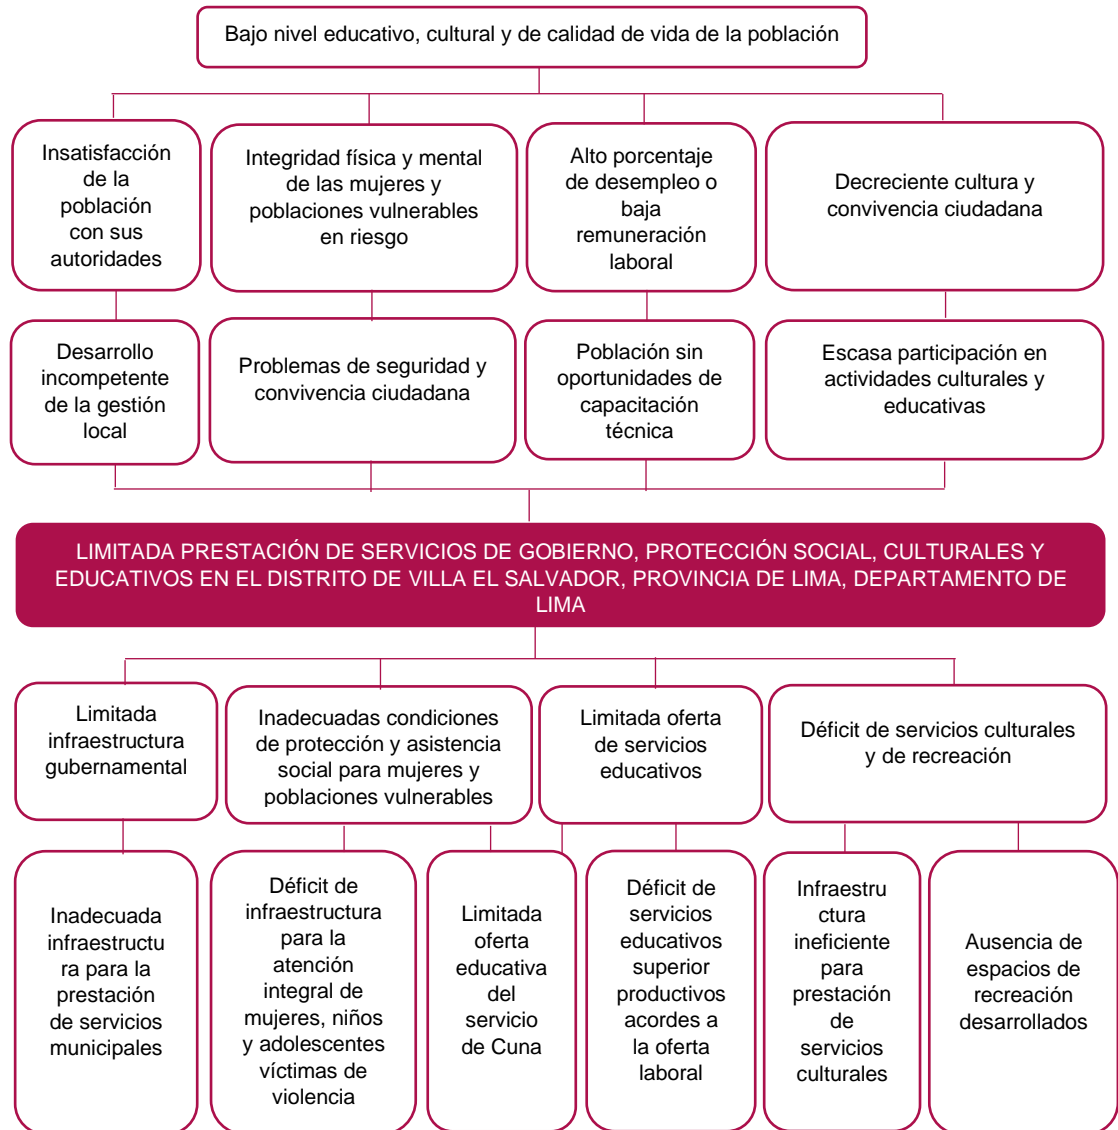 Bajo nivel educativo, cultural y de calidad de vida de la población
Insatisfacción
de la
población
con sus
autoridades
Integridad física y mental
de las mujeres y
poblaciones vulnerables
en riesgo
Alto porcentaje
de desempleo o
baja
remuneración
laboral
Decreciente cultura y
convivencia ciudadana
Desarrollo
incompetente
de la gestión
local
Problemas de seguridad y
convivencia ciudadana
Población sin
oportunidades de
capacitación
técnica
Escasa participación en
actividades culturales y
educativas
LIMITADA PRESTACIÓN DE SERVICIOS DE GOBIERNO, PROTECCIÓN SOCIAL, CULTURALES Y
EDUCATIVOS EN EL DISTRITO DE VILLA EL SALVADOR, PROVINCIA DE LIMA, DEPARTAMENTO DE
LIMA
Limitada
infraestructura
gubernamental
Inadecuadas condiciones
de protección y asistencia
social para mujeres y
poblaciones vulnerables
Limitada oferta
de servicios
educativos
Déficit de servicios culturales
y de recreación
Inadecuada
infraestructu
ra para la
prestación
de servicios
municipales
Déficit de
infraestructura
para la
atención
integral de
mujeres, niños
y adolescentes
víctimas de
violencia
Limitada
oferta
educativa
del
servicio
de Cuna
Déficit de
servicios
educativos
superior
productivos
acordes a
la oferta
laboral
Infraestru
ctura
ineficiente
para
prestación
de
servicios
culturales
Ausencia de
espacios de
recreación
desarrollados